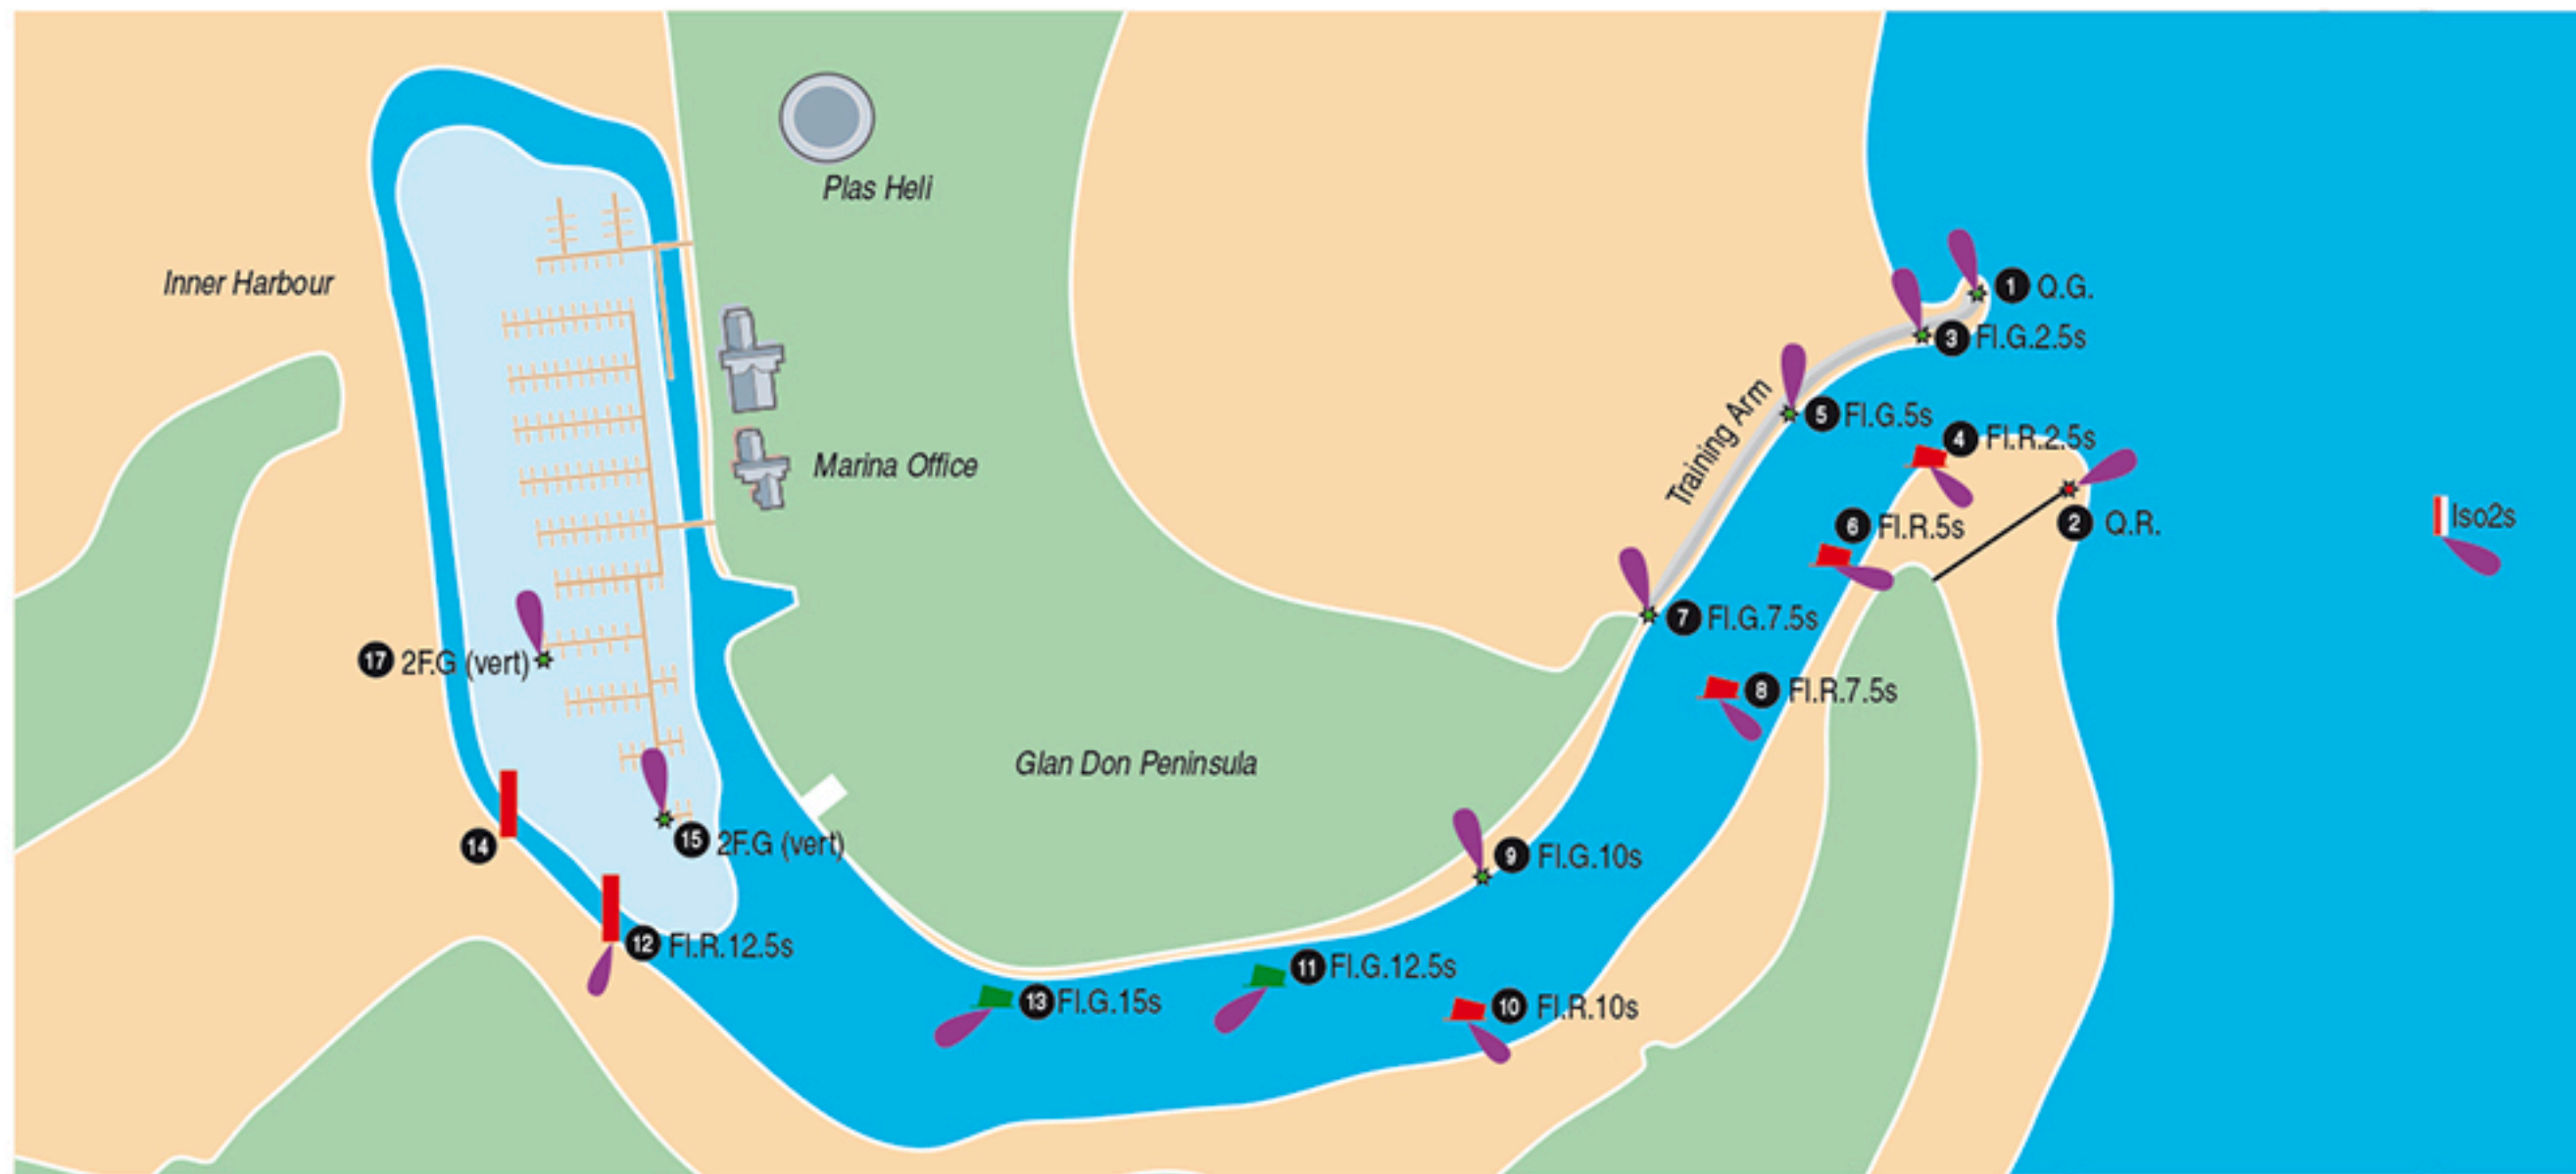 Plas Heli
Inner Harbour
1 Q.G.
3 Fl.G.2.5s
Training Arm
5 Fl.G.5s
4 Fl.R.2.5s
Marina Office
6 Fl.R.5s
2 Q.R.
Iso2s
7 Fl.G.7.5s
17 2F.G (vert)
8 Fl.R.7.5s
Glan Don Peninsula
14
15 2F.G (vert)
9 Fl.G.10s
12 Fl.R.12.5s
11 Fl.G.12.5s
13 Fl.G.15s
10 Fl.R.10s